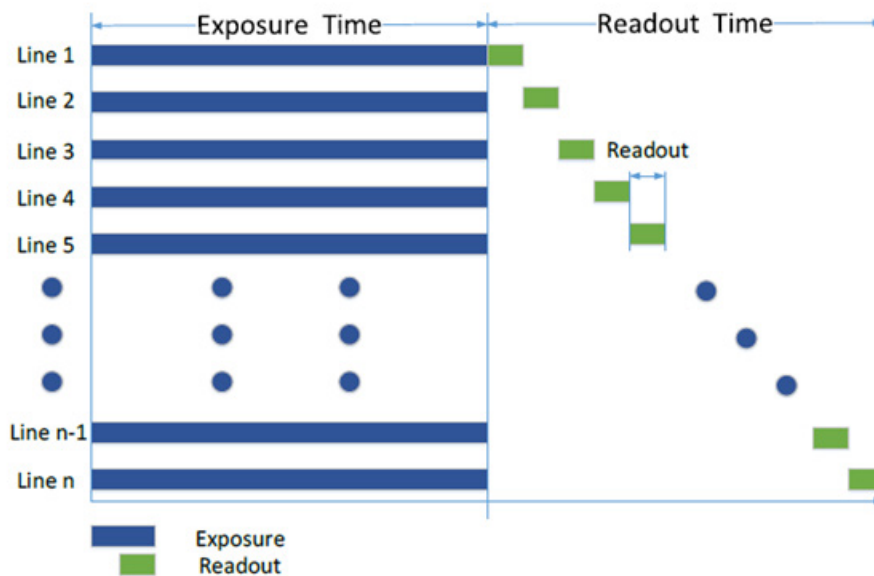 Exposure Time
Readout Time
Line 1
Line 2
Line 3
Readout
Line 4
Line 5
Line n-1
Line n
Exposure
Readout